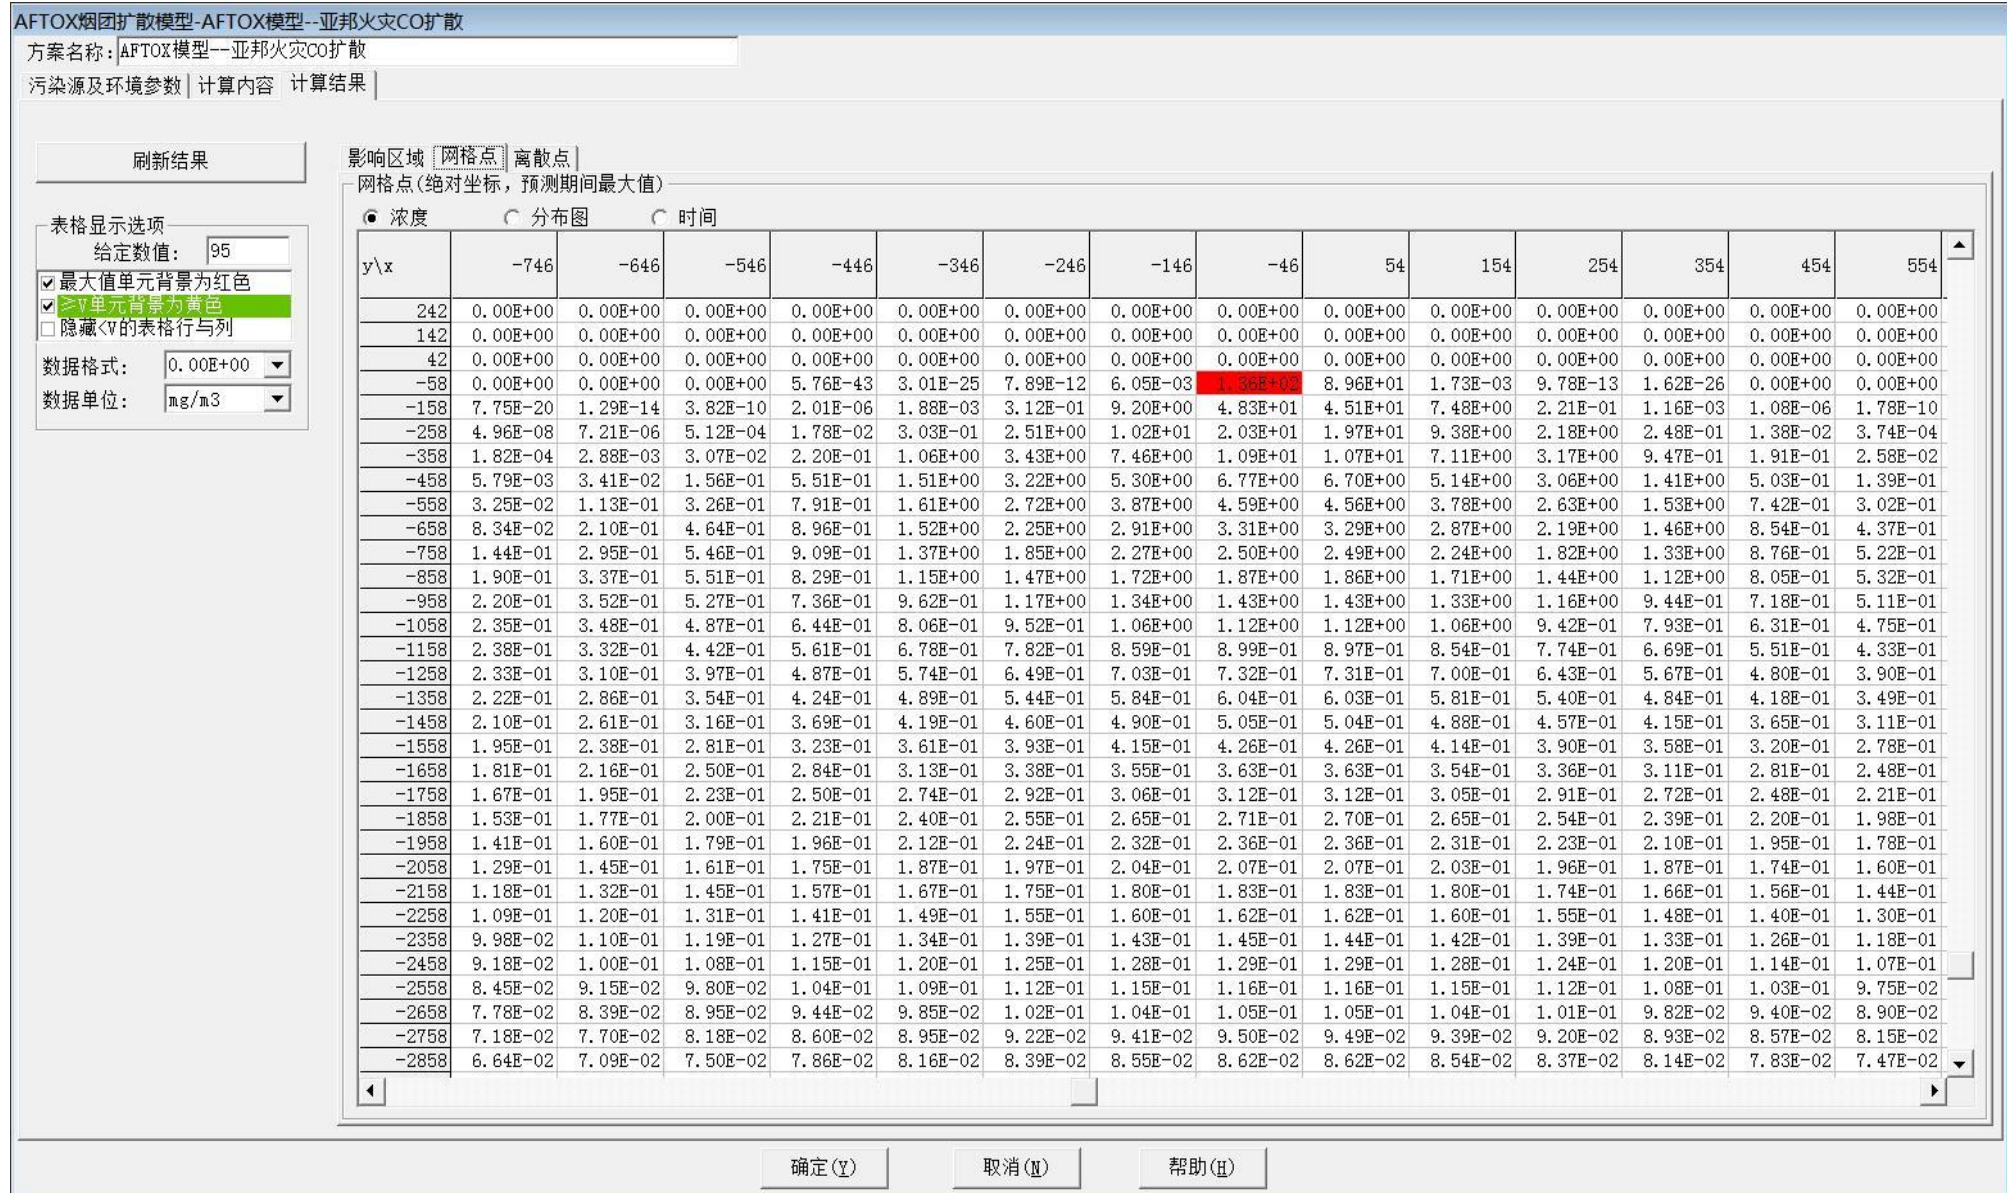 AFTOX烟团扩散模型-AFTOX模型--亚邦火灾CO扩散
方案名称: AFTOX模型--亚邦火灾CO扩散
污染源及环境参数 计算内容 计算结果
刷新结果
表格显示选项
给定数值: 95
最大值单元背景为红色
≥V单元背景为黄色
隐藏<V的表格行与列
数据格式: 0.00E+00
数据单位: mg/m3
影响区域 网格点 离散点
网格点(绝对坐标，预测期间最大值)
浓度 分布图 时间
y\x -746 -646 -546 -446 -346 -246 -146 -46 54 154 254 354 454 554
242 0.00E+00 0.00E+00 0.00E+00 0.00E+00 0.00E+00 0.00E+00 0.00E+00 0.00E+00 0.00E+00 0.00E+00 0.00E+00 0.00E+00 0.00E+00 0.00E+00
142 0.00E+00 0.00E+00 0.00E+00 0.00E+00 0.00E+00 0.00E+00 0.00E+00 0.00E+00 0.00E+00 0.00E+00 0.00E+00 0.00E+00 0.00E+00 0.00E+00
42 0.00E+00 0.00E+00 0.00E+00 0.00E+00 0.00E+00 0.00E+00 0.00E+00 0.00E+00 0.00E+00 0.00E+00 0.00E+00 0.00E+00 0.00E+00 0.00E+00
-58 0.00E+00 0.00E+00 0.00E+00 5.76E-43 3.01E-25 7.89E-12 6.05E-03 1.36E+02 8.96E+01 1.73E-03 9.78E-13 1.62E-26 0.00E+00 0.00E+00
-158 7.75E-20 1.29E-14 3.82E-10 2.01E-06 1.88E-03 3.12E-01 9.20E+00 4.83E+01 4.51E+01 7.48E+00 2.21E-01 1.16E-03 1.08E-06 1.78E-10
-258 4.96E-08 7.21E-06 5.12E-04 1.78E-02 3.03E-01 2.51E+00 1.02E+01 2.03E+01 1.97E+01 9.38E+00 2.18E+00 2.48E-01 1.38E-02 3.74E-04
-358 1.82E-04 2.88E-03 3.07E-02 2.20E-01 1.06E+00 3.43E+00 7.46E+00 1.09E+01 1.07E+01 7.11E+00 3.17E+00 9.47E-01 1.91E-01 2.58E-02
-458 5.79E-03 3.41E-02 1.56E-01 5.51E-01 1.51E+00 3.22E+00 5.30E+00 6.77E+00 6.70E+00 5.14E+00 3.06E+00 1.41E+00 5.03E-01 1.39E-01
-558 3.25E-02 1.13E-01 3.26E-01 7.91E-01 1.61E+00 2.72E+00 3.87E+00 4.59E+00 4.56E+00 3.78E+00 2.63E+00 1.53E+00 7.42E-01 3.02E-01
-658 8.34E-02 2.10E-01 4.64E-01 8.96E-01 1.52E+00 2.25E+00 2.91E+00 3.31E+00 3.29E+00 2.87E+00 2.19E+00 1.46E+00 8.54E-01 4.37E-01
-758 1.44E-01 2.95E-01 5.46E-01 9.09E-01 1.37E+00 1.85E+00 2.27E+00 2.50E+00 2.49E+00 2.24E+00 1.82E+00 1.33E+00 8.76E-01 5.22E-01
-858 1.90E-01 3.37E-01 5.51E-01 8.29E-01 1.15E+00 1.47E+00 1.72E+00 1.87E+00 1.86E+00 1.71E+00 1.44E+00 1.12E+00 8.05E-01 5.32E-01
-958 2.20E-01 3.52E-01 5.27E-01 7.36E-01 9.62E-01 1.17E+00 1.34E+00 1.43E+00 1.43E+00 1.33E+00 1.16E+00 9.44E-01 7.18E-01 5.11E-01
-1058 2.35E-01 3.48E-01 4.87E-01 6.44E-01 8.06E-01 9.52E-01 1.06E+00 1.12E+00 1.12E+00 1.06E+00 9.42E-01 7.93E-01 6.31E-01 4.75E-01
-1158 2.38E-01 3.32E-01 4.42E-01 5.61E-01 6.78E-01 7.82E-01 8.59E-01 8.99E-01 8.97E-01 8.54E-01 7.74E-01 6.69E-01 5.51E-01 4.33E-01
-1258 2.33E-01 3.10E-01 3.97E-01 4.87E-01 5.74E-01 6.49E-01 7.03E-01 7.32E-01 7.31E-01 7.00E-01 6.43E-01 5.67E-01 4.80E-01 3.90E-01
-1358 2.22E-01 2.86E-01 3.54E-01 4.24E-01 4.89E-01 5.44E-01 5.84E-01 6.04E-01 6.03E-01 5.81E-01 5.40E-01 4.84E-01 4.18E-01 3.49E-01
-1458 2.10E-01 2.61E-01 3.16E-01 3.69E-01 4.19E-01 4.60E-01 4.90E-01 5.05E-01 5.04E-01 4.88E-01 4.57E-01 4.15E-01 3.65E-01 3.11E-01
-1558 1.95E-01 2.38E-01 2.81E-01 3.23E-01 3.61E-01 3.93E-01 4.15E-01 4.26E-01 4.26E-01 4.14E-01 3.90E-01 3.58E-01 3.20E-01 2.78E-01
-1658 1.81E-01 2.16E-01 2.50E-01 2.84E-01 3.13E-01 3.38E-01 3.55E-01 3.63E-01 3.63E-01 3.54E-01 3.36E-01 3.11E-01 2.81E-01 2.48E-01
-1758 1.67E-01 1.95E-01 2.23E-01 2.50E-01 2.74E-01 2.92E-01 3.06E-01 3.12E-01 3.12E-01 3.05E-01 2.91E-01 2.72E-01 2.48E-01 2.21E-01
-1858 1.53E-01 1.77E-01 2.00E-01 2.21E-01 2.40E-01 2.55E-01 2.65E-01 2.71E-01 2.70E-01 2.65E-01 2.54E-01 2.39E-01 2.20E-01 1.98E-01
-1958 1.41E-01 1.60E-01 1.79E-01 1.96E-01 2.12E-01 2.24E-01 2.32E-01 2.36E-01 2.36E-01 2.31E-01 2.23E-01 2.10E-01 1.95E-01 1.78E-01
-2058 1.29E-01 1.45E-01 1.61E-01 1.75E-01 1.87E-01 1.97E-01 2.04E-01 2.07E-01 2.07E-01 2.03E-01 1.96E-01 1.87E-01 1.74E-01 1.60E-01
-2158 1.18E-01 1.32E-01 1.45E-01 1.57E-01 1.67E-01 1.75E-01 1.80E-01 1.83E-01 1.83E-01 1.80E-01 1.74E-01 1.66E-01 1.56E-01 1.44E-01
-2258 1.09E-01 1.20E-01 1.31E-01 1.41E-01 1.49E-01 1.55E-01 1.60E-01 1.62E-01 1.62E-01 1.60E-01 1.55E-01 1.48E-01 1.40E-01 1.30E-01
-2358 9.98E-02 1.10E-01 1.19E-01 1.27E-01 1.34E-01 1.39E-01 1.43E-01 1.45E-01 1.44E-01 1.42E-01 1.39E-01 1.33E-01 1.26E-01 1.18E-01
-2458 9.18E-02 1.00E-01 1.08E-01 1.15E-01 1.20E-01 1.25E-01 1.28E-01 1.29E-01 1.29E-01 1.28E-01 1.24E-01 1.20E-01 1.14E-01 1.07E-01
-2558 8.45E-02 9.15E-02 9.80E-02 1.04E-01 1.09E-01 1.12E-01 1.15E-01 1.16E-01 1.16E-01 1.15E-01 1.12E-01 1.08E-01 1.03E-01 9.75E-02
-2658 7.78E-02 8.39E-02 8.95E-02 9.44E-02 9.85E-02 1.02E-01 1.04E-01 1.05E-01 1.05E-01 1.04E-01 1.01E-01 9.82E-02 9.40E-02 8.90E-02
-2758 7.18E-02 7.70E-02 8.18E-02 8.60E-02 8.95E-02 9.22E-02 9.41E-02 9.50E-02 9.49E-02 9.39E-02 9.20E-02 8.93E-02 8.57E-02 8.15E-02
-2858 6.64E-02 7.09E-02 7.50E-02 7.86E-02 8.16E-02 8.39E-02 8.55E-02 8.62E-02 8.62E-02 8.54E-02 8.37E-02 8.14E-02 7.83E-02 7.47E-02
确定(Y) 取消(N) 帮助(H)